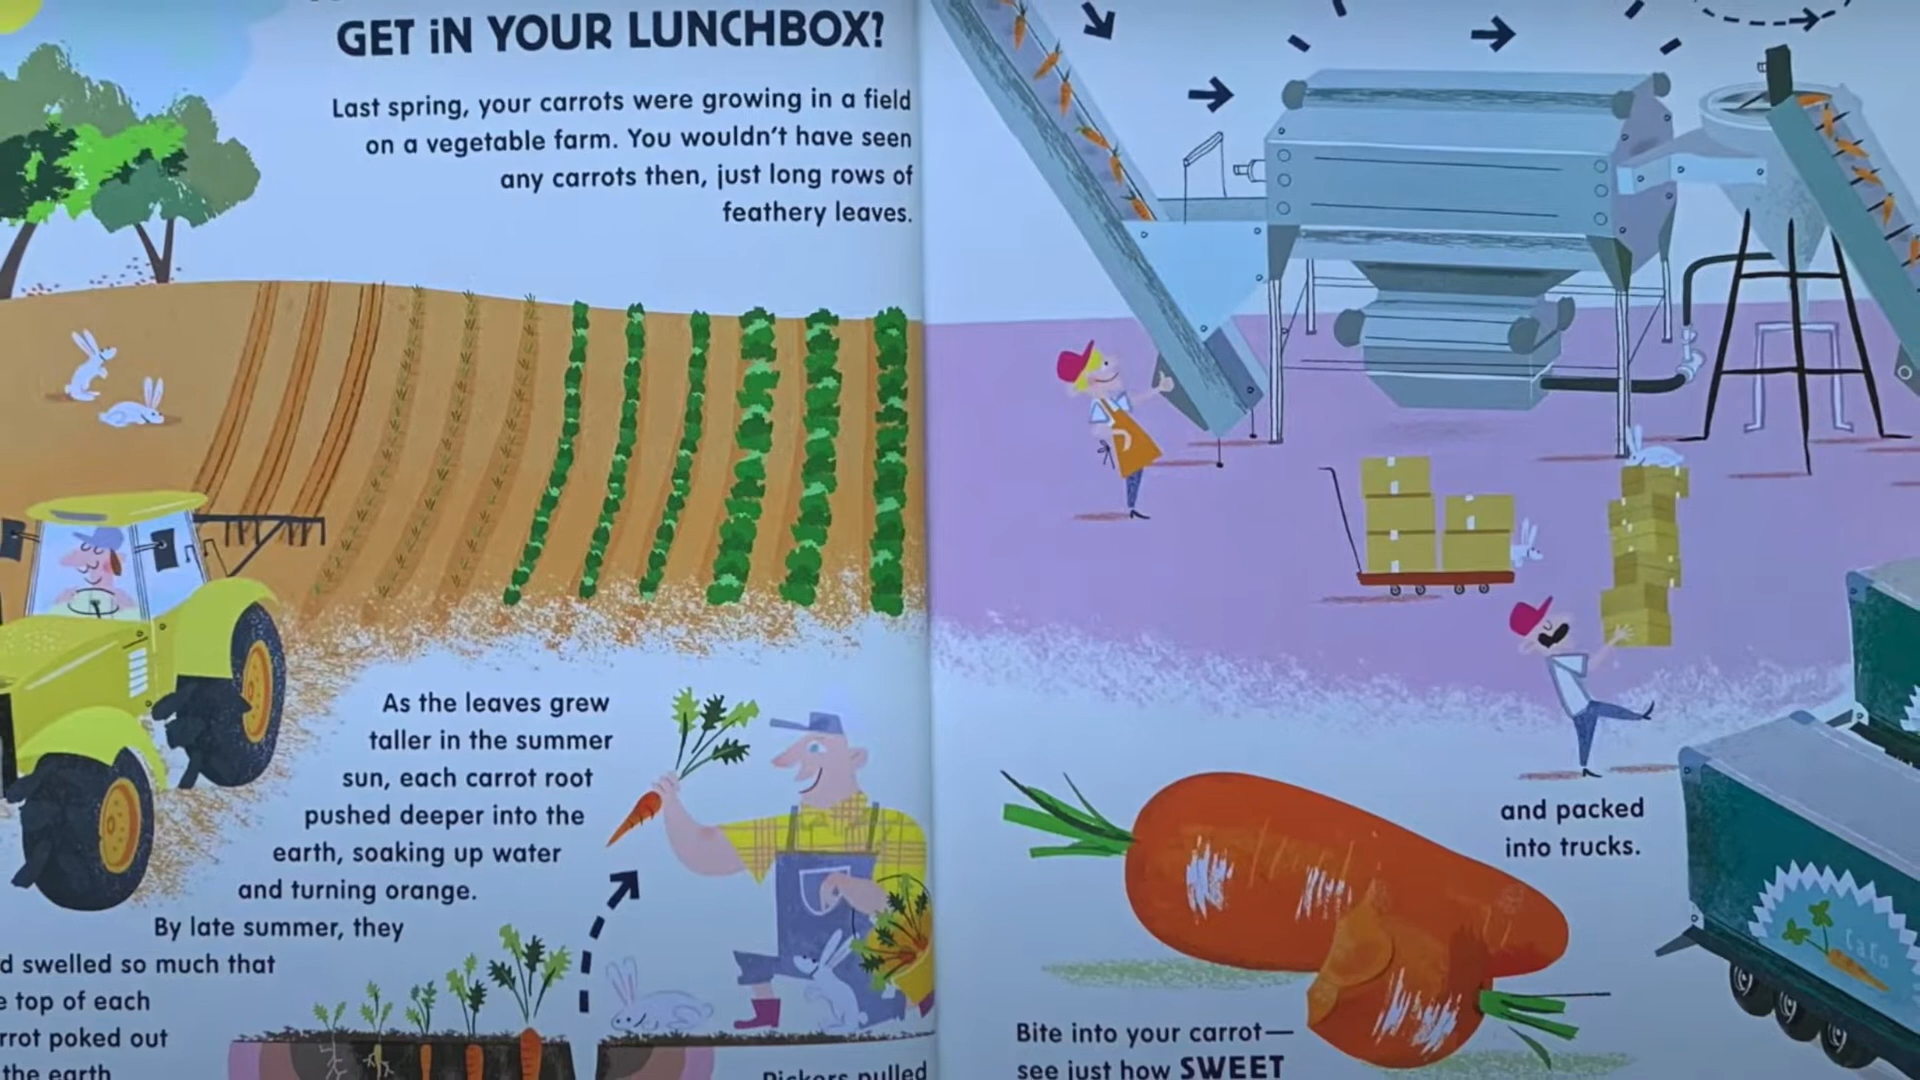 GET iN YOUR LUNCHBOX?
Last spring, your carrots were growing in a field
on a vegetable farm. You wouldn't have seen
any carrots then, just long rows of
feathery leaves.
As the leaves grew
taller in the summer
sun, each carrot root
pushed deeper into the
earth, soaking up water
and turning orange.
By late summer, they
d swelled so much that
e top of each
rrot poked out
the earth
Pickers pulled
and packed
into trucks.
CaCo
Bite into your carrot—
see just how SWEET